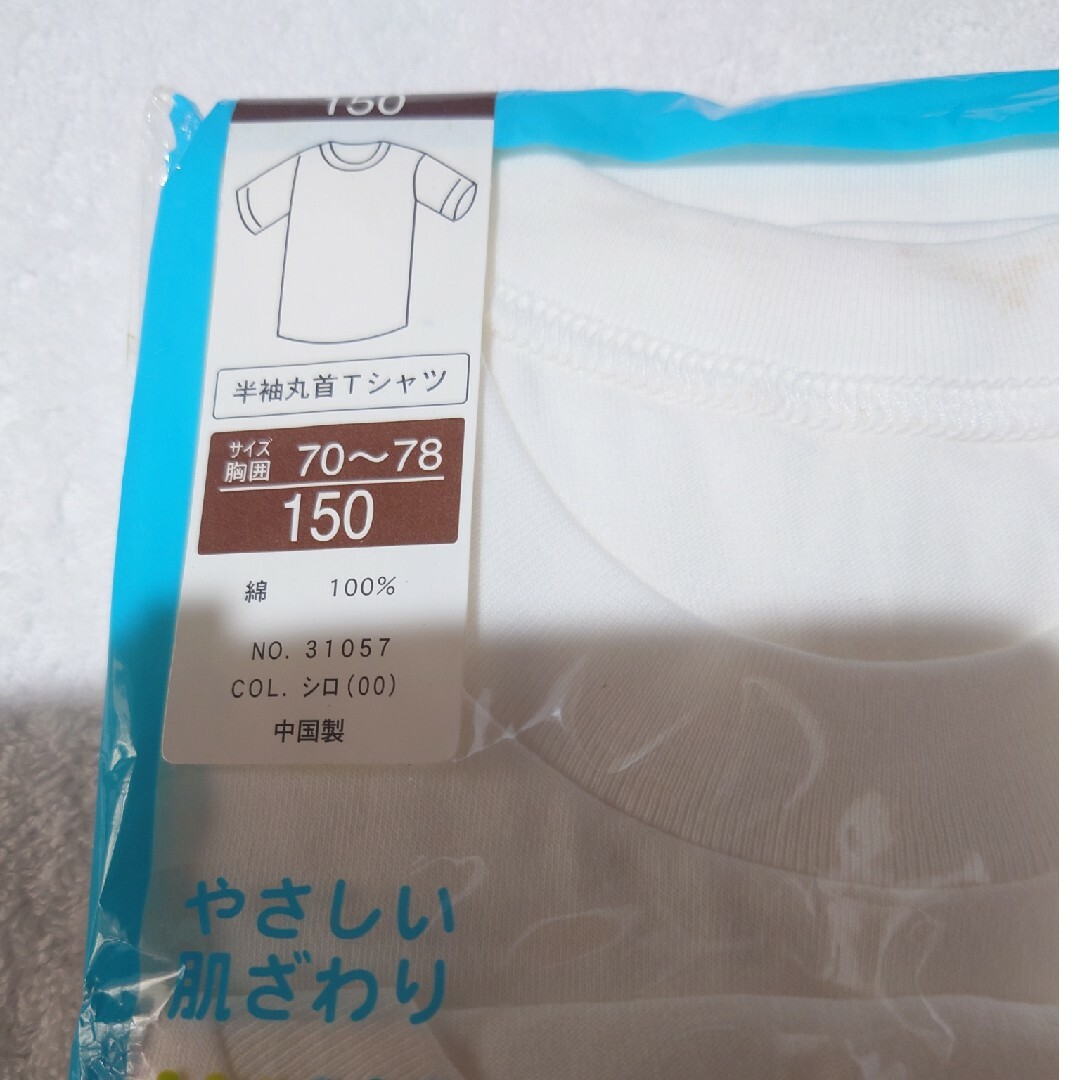 150
半袖丸首Tシャツ
サイズ
胸囲 70～78
150
綿 100%
NO. 31057
COL. シロ(00)
中国製
やさしい
肌ざわり